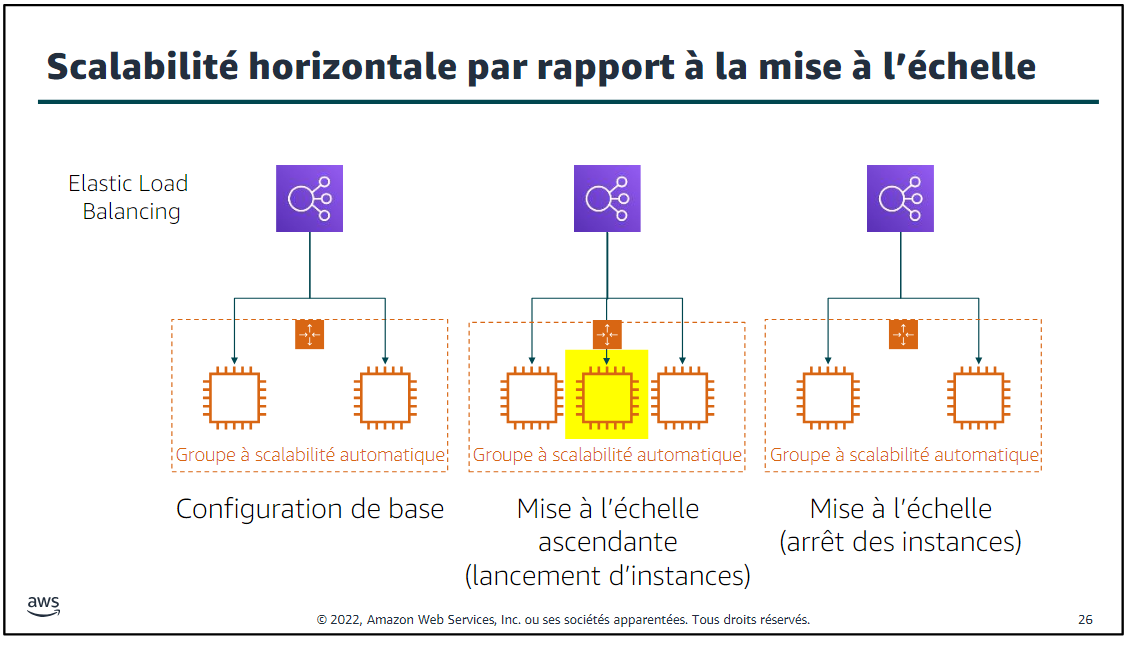 Scalabilité horizontale par rapport à la mise à l’échelle
Elastic Load
Balancing
Groupe à scalabilité automatique
Groupe à scalabilité automatique
Groupe à scalabilité automatique
Configuration de base
Mise à l’échelle
ascendante
(lancement d’instances)
Mise à l’échelle
(arrêt des instances)
aws
© 2022, Amazon Web Services, Inc. ou ses sociétés apparentées. Tous droits réservés.
26